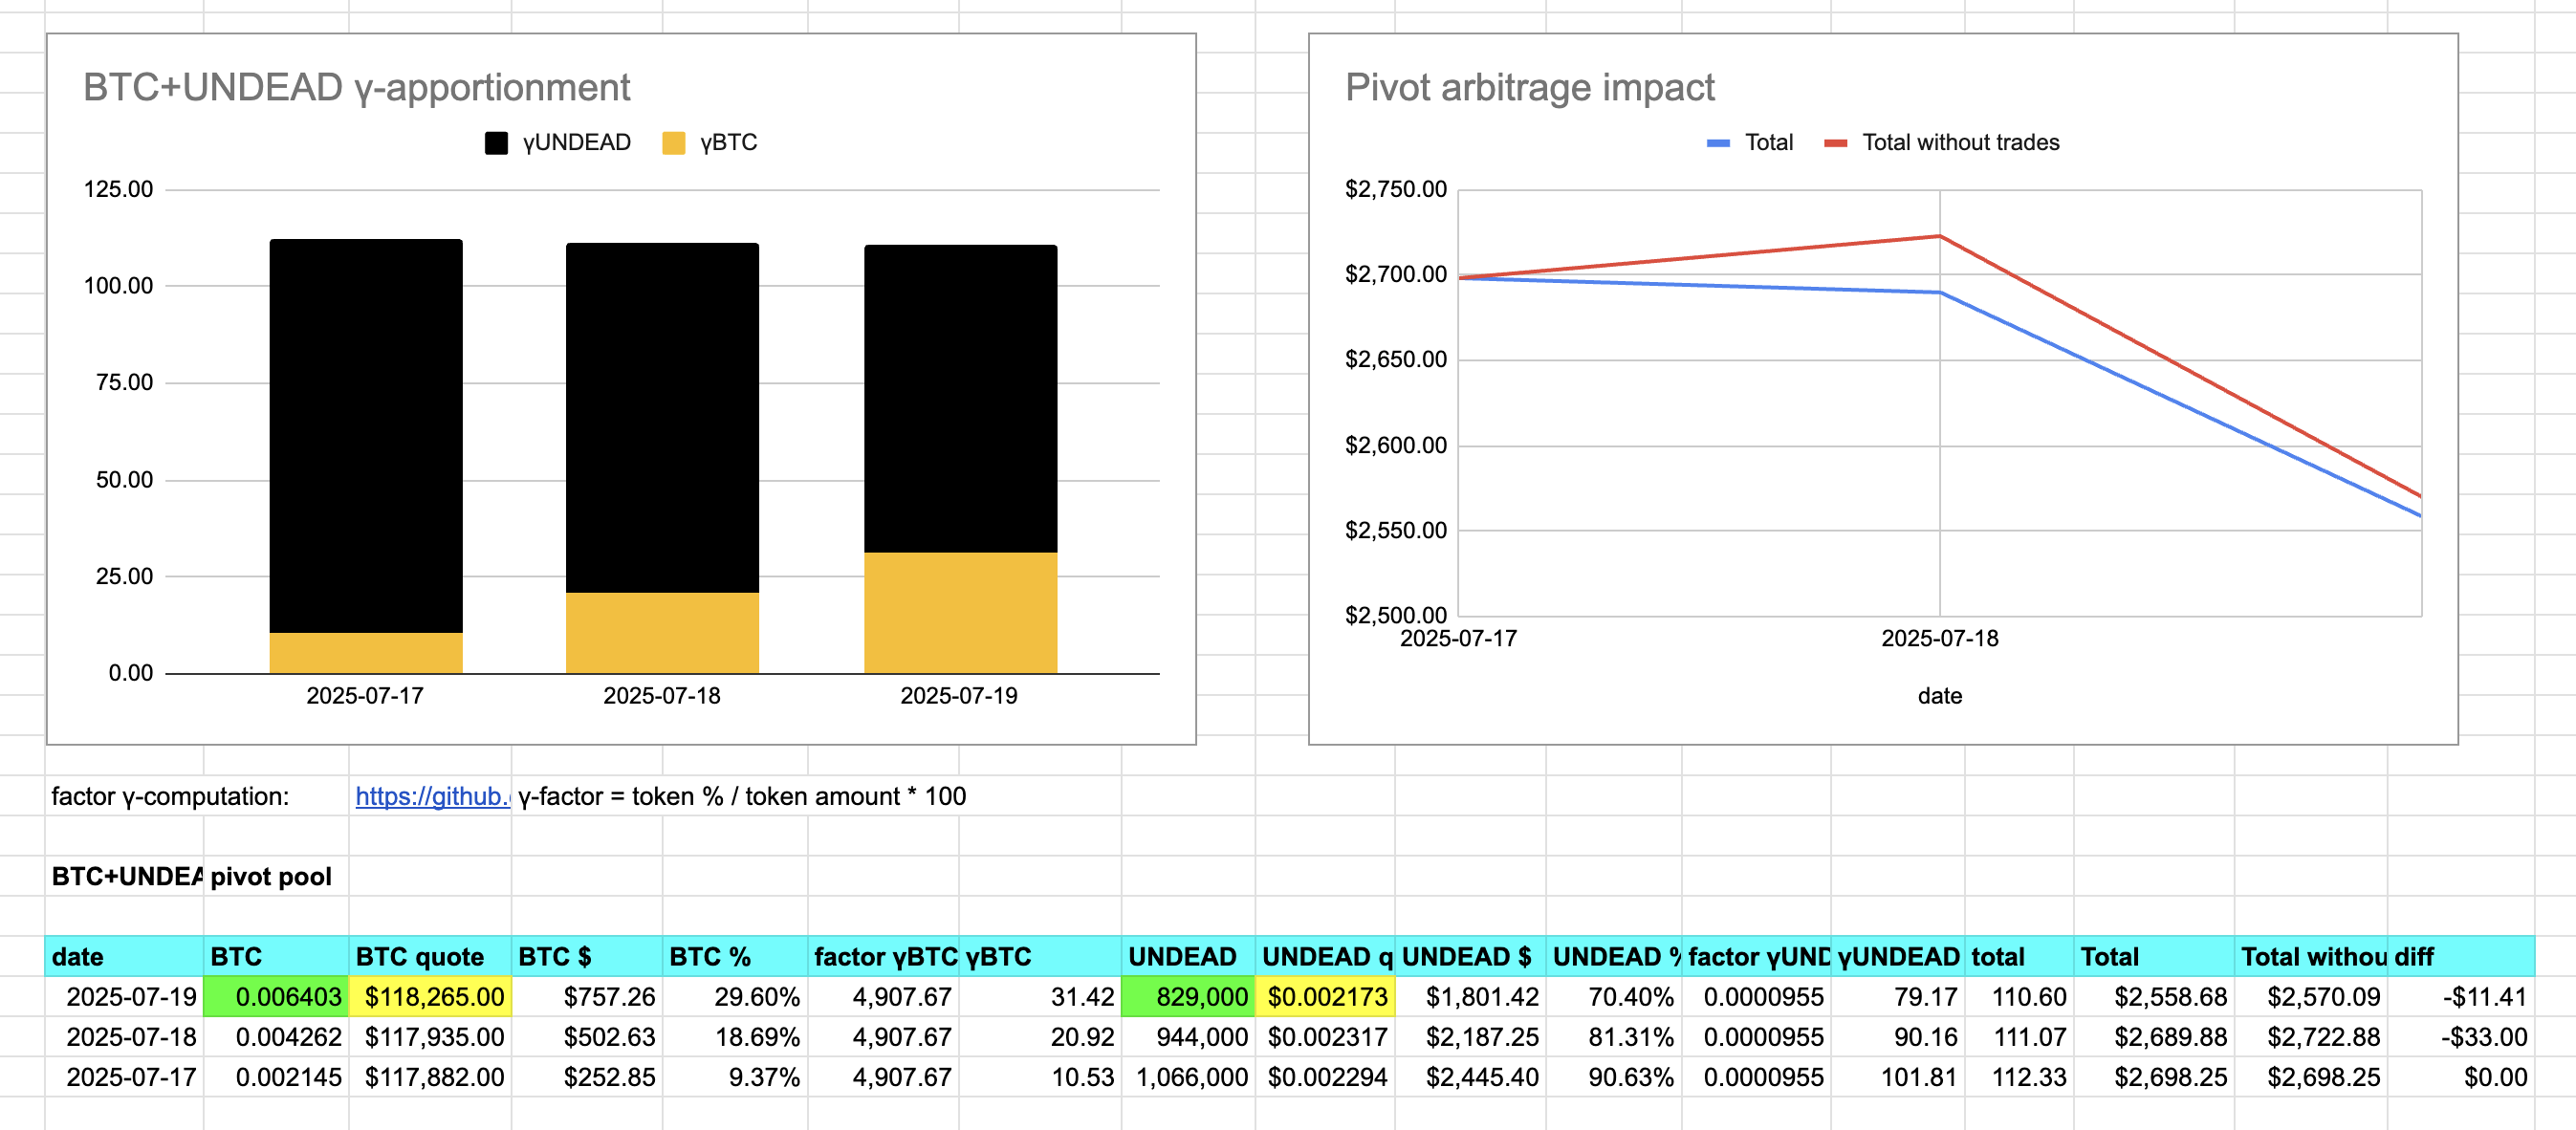 BTC+UNDEAD γ-apportionment
γUNDEAD γBTC
125.00
100.00
75.00
50.00
25.00
0.00
2025-07-17 2025-07-18 2025-07-19
Pivot arbitrage impact
Total Total without trades
$2,750.00
$2,700.00
$2,650.00
$2,600.00
$2,550.00
$2,500.00
2025-07-17 2025-07-18
date
factor γ-computation: https://github. γ-factor = token % / token amount * 100
BTC+UNDEA pivot pool
date BTC BTC quote BTC $ BTC % factor γBTC γBTC UNDEAD UNDEAD q UNDEAD $ UNDEAD % factor γUND γUNDEAD total Total Total withou diff
2025-07-19 0.006403 $118,265.00 $757.26 29.60% 4,907.67 31.42 829,000 $0.002173 $1,801.42 70.40% 0.0000955 79.17 110.60 $2,558.68 $2,570.09 -$11.41
2025-07-18 0.004262 $117,935.00 $502.63 18.69% 4,907.67 20.92 944,000 $0.002317 $2,187.25 81.31% 0.0000955 90.16 111.07 $2,689.88 $2,722.88 -$33.00
2025-07-17 0.002145 $117,882.00 $252.85 9.37% 4,907.67 10.53 1,066,000 $0.002294 $2,445.40 90.63% 0.0000955 101.81 112.33 $2,698.25 $2,698.25 $0.00